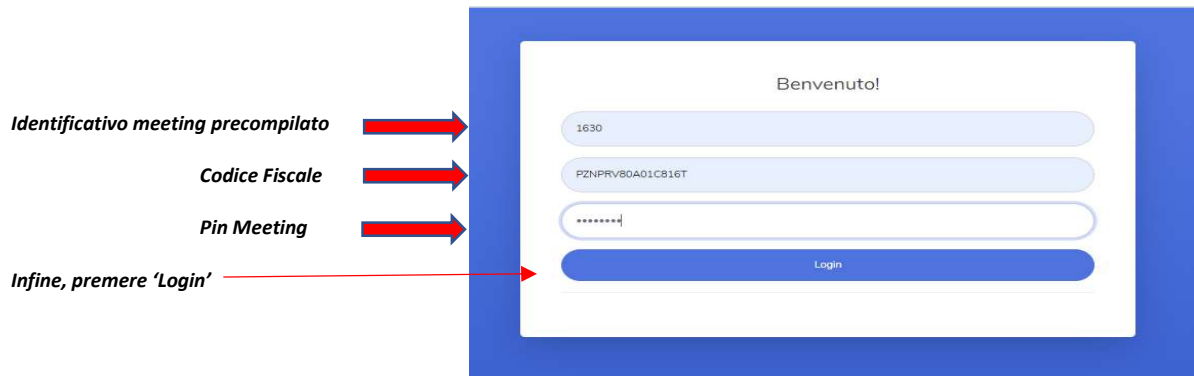 Benvenuto!
Identificativo meeting precompilato
1630
Codice Fiscale
PZNPRV80A01C816T
Pin Meeting
••••••••
Infine, premere ‘Login’
Login